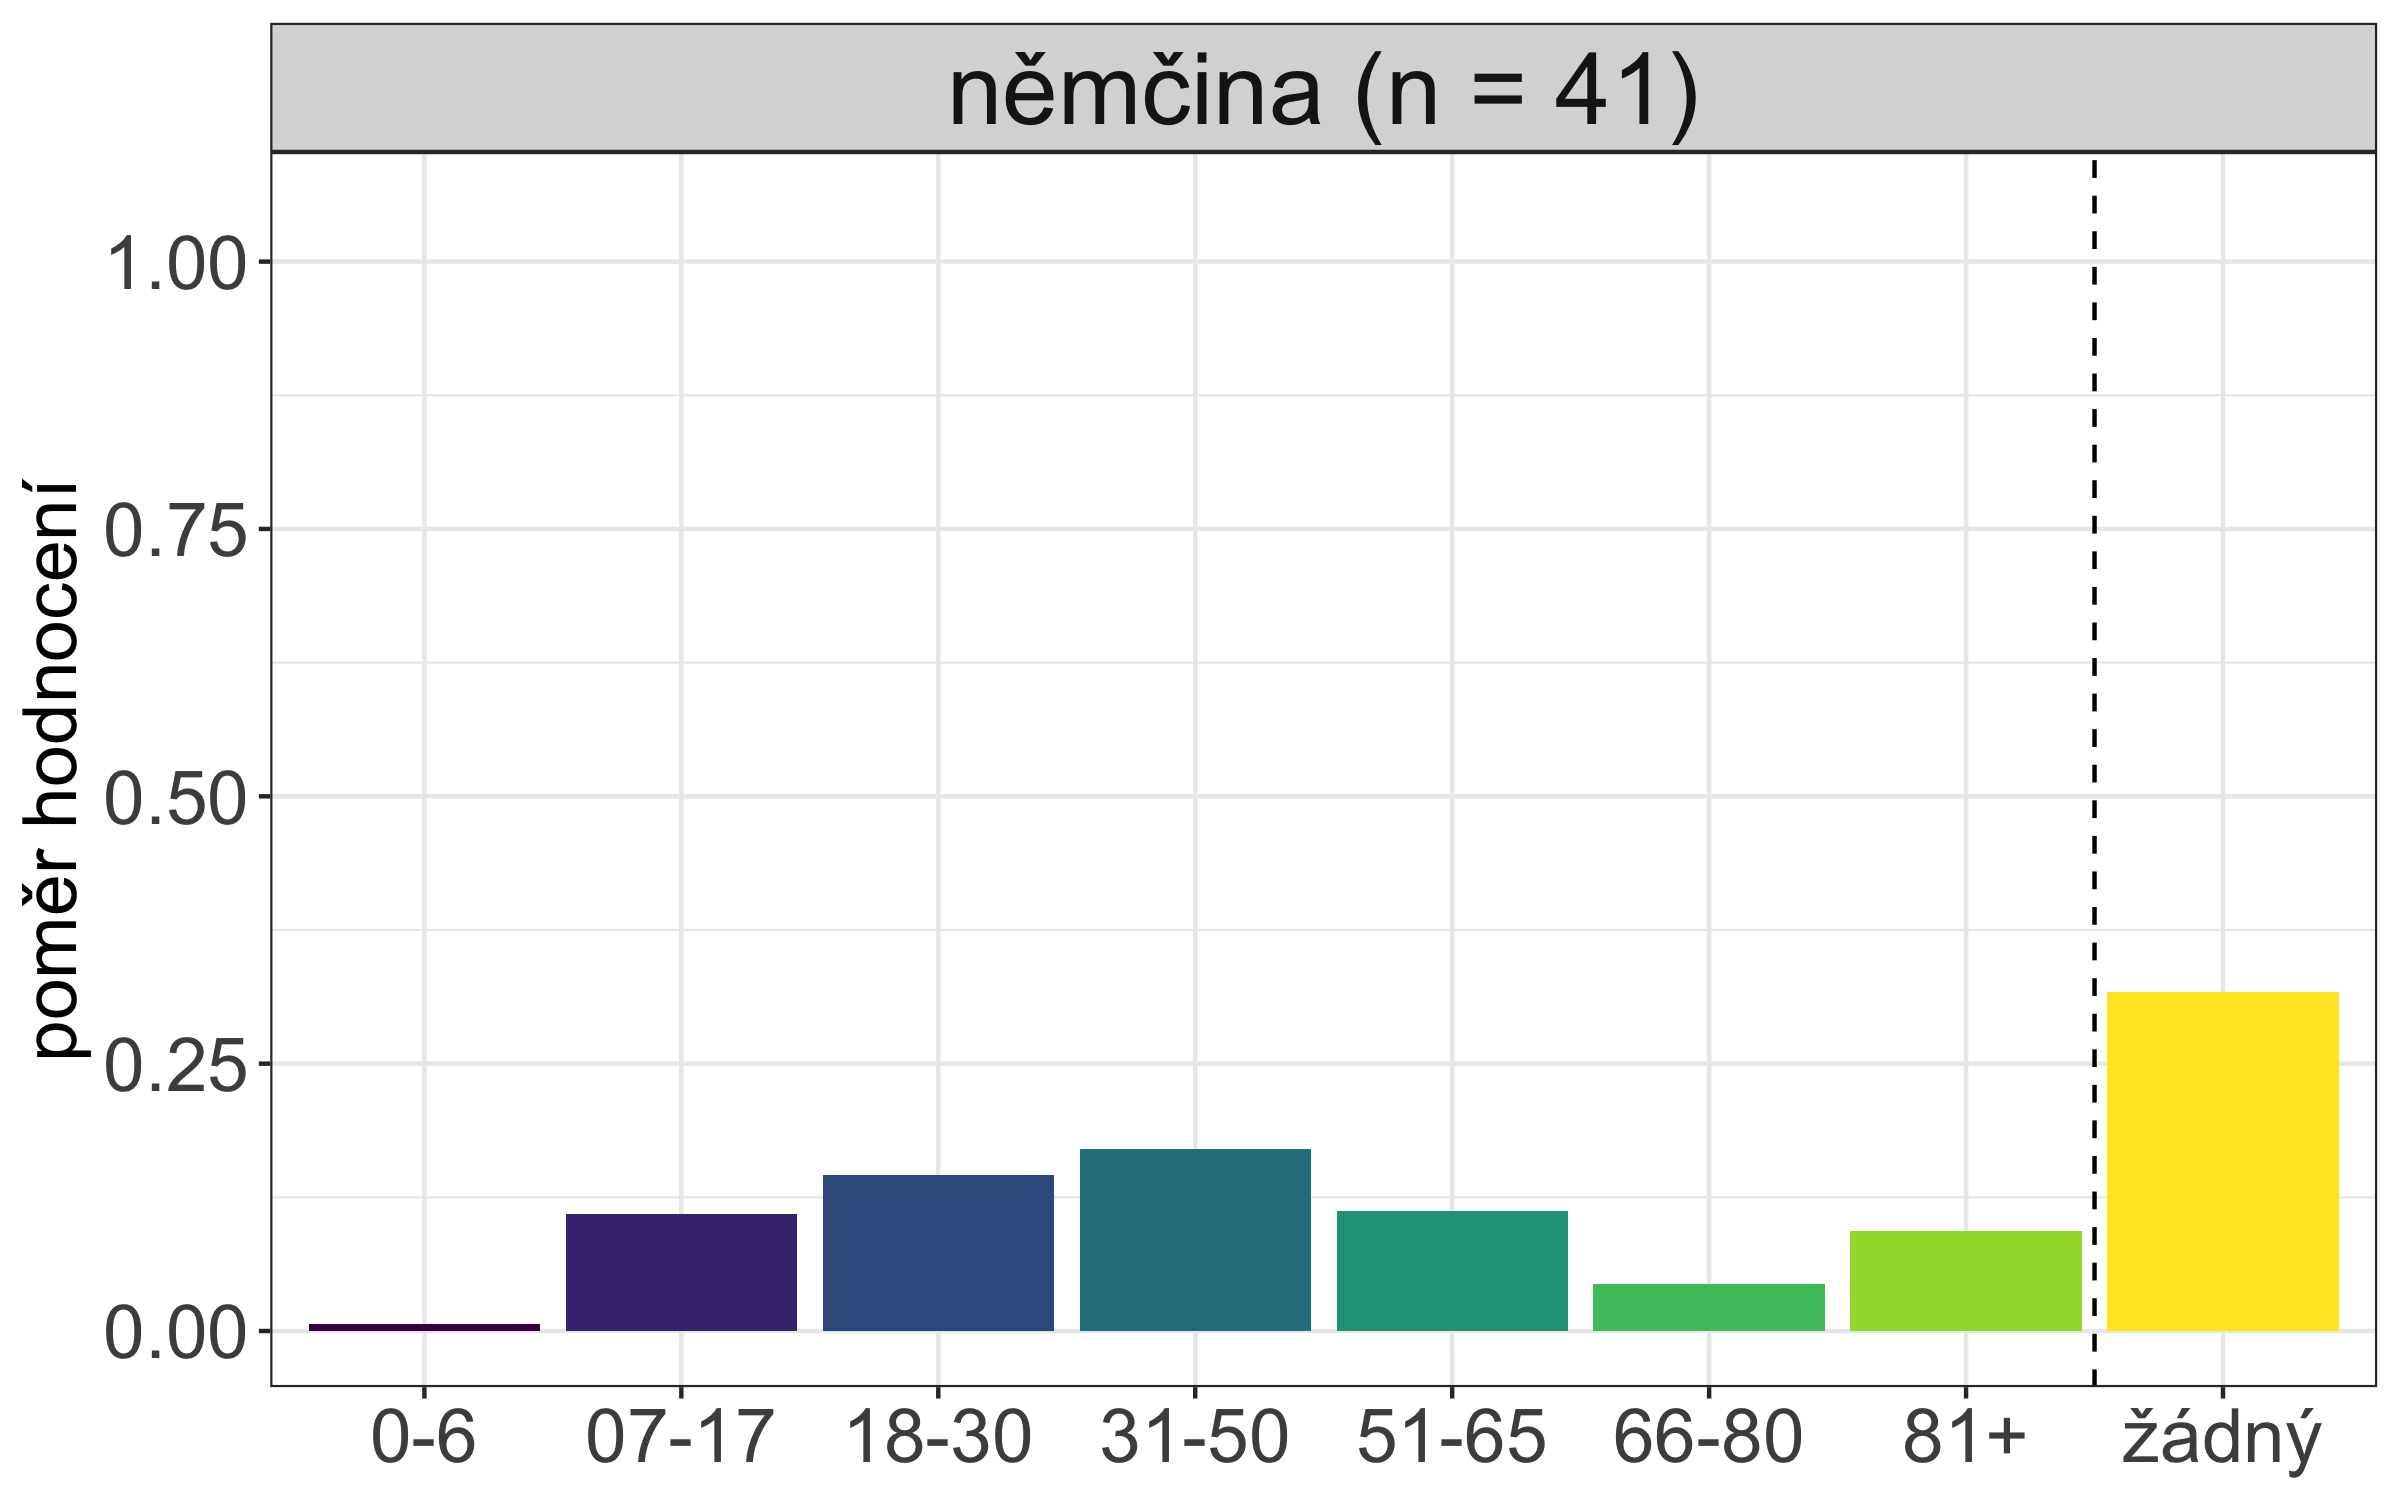 němčina (n = 41)
poměr hodnocení
1.00
0.75
0.50
0.25
0.00
0-6 07-17 18-30 31-50 51-65 66-80 81+ žádný